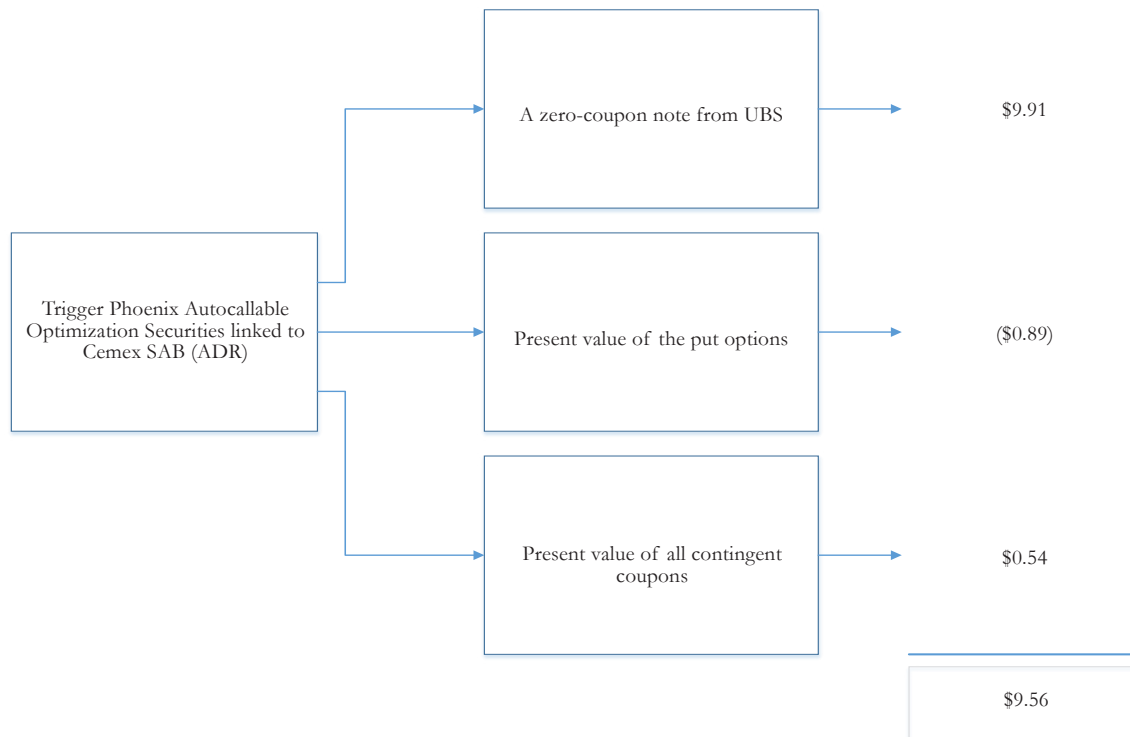 A zero-coupon note from UBS
$9.91
Trigger Phoenix Autocallable
Optimization Securities linked to
Cemex SAB (ADR)
Present value of the put options
($0.89)
Present value of all contingent
coupons
$0.54
$9.56